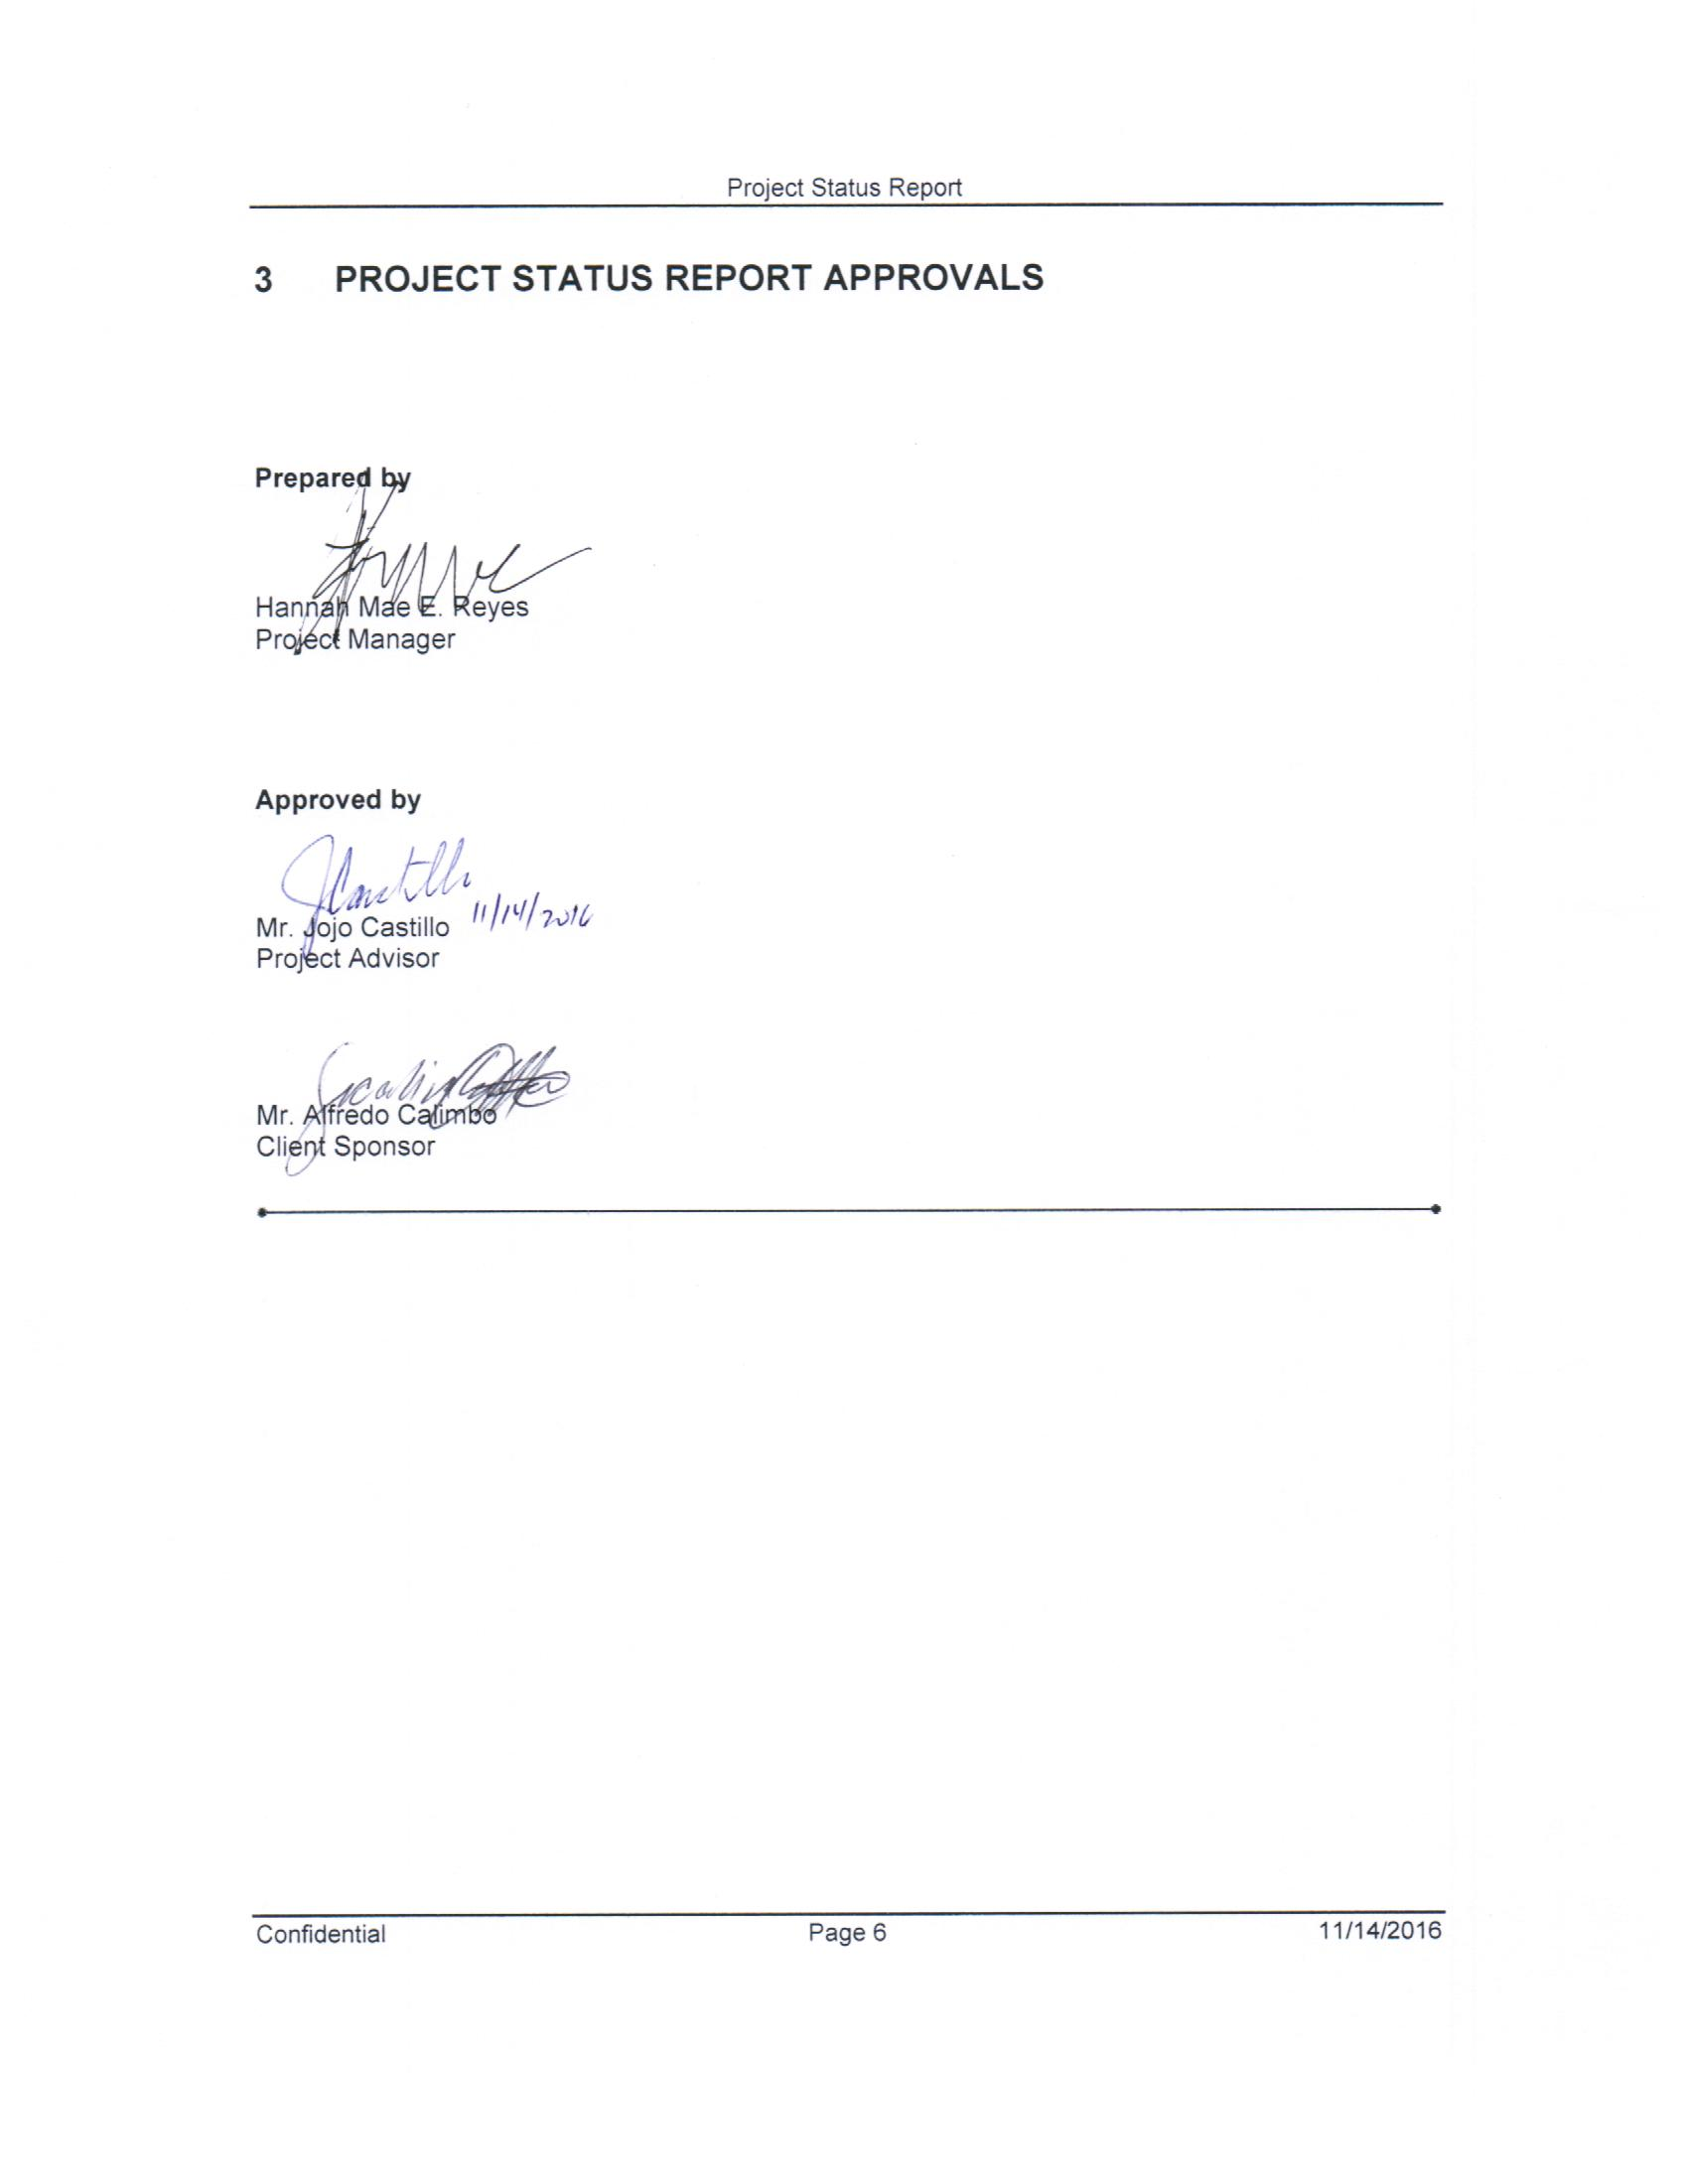 Project Status Report
3 PROJECT STATUS REPORT APPROVALS
Prepared by
Hannah Mae E. Reyes
Project Manager
Approved by
11/14/2016
Mr. Jojo Castillo
Project Advisor
Mr. Alfredo Calimbo
Client Sponsor
Confidential Page 6 11/14/2016